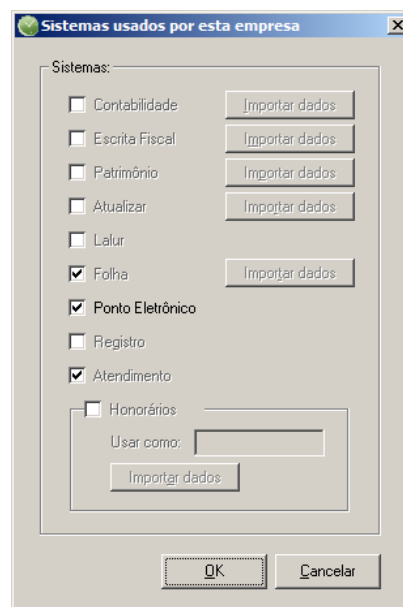 Sistemas usados por esta empresa
Sistemas:
Contabilidade Importar dados
Escrita Fiscal Importar dados
Patrimônio Importar dados
Atualizar Importar dados
Lalur
Folha Importar dados
Ponto Eletrônico
Registro
Atendimento
Honorários
Usar como:
Importar dados
OK Cancelar